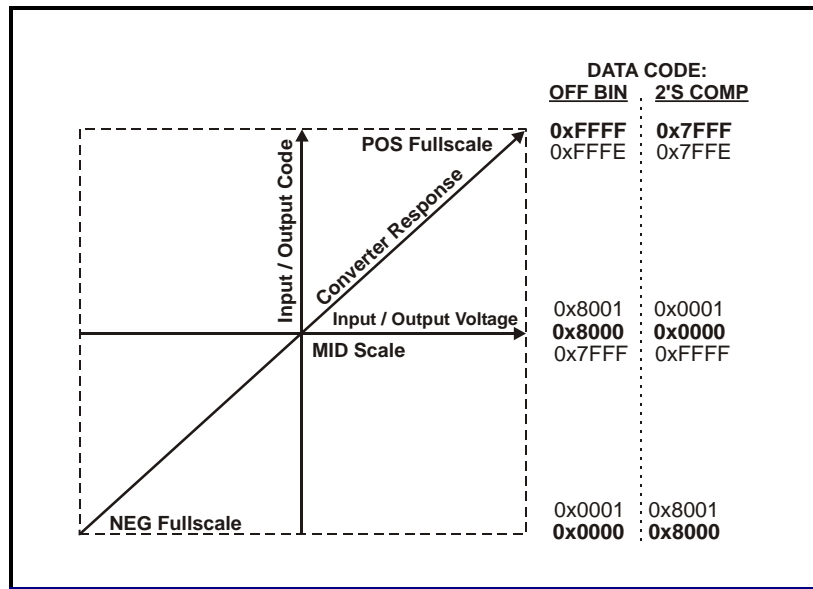 DATA CODE:
OFF BIN 2'S COMP
0xFFFF 0x7FFF
0xFFFE 0x7FFE
POS Fullscale
Input / Output Code
Converter Response
Input / Output Voltage
MID Scale
0x8001 0x0001
0x8000 0x0000
0x7FFF 0xFFFF
NEG Fullscale
0x0001 0x8001
0x0000 0x8000